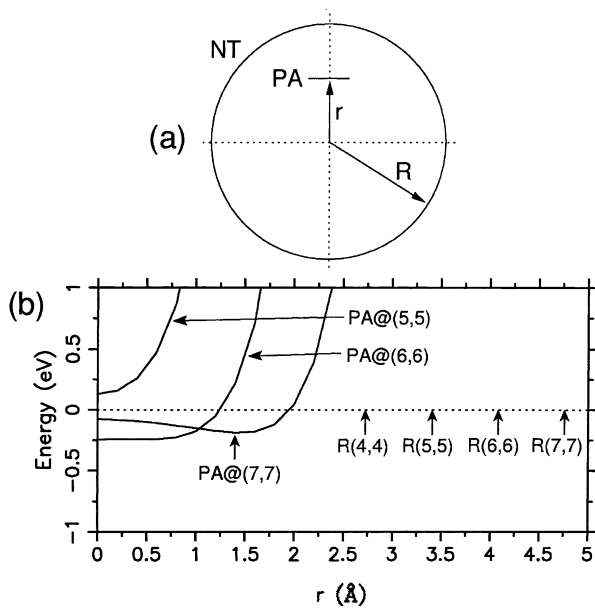 NT
PA
r
(a)
R
(b)
1
0.5
0
-0.5
-1
Energy (eV)
PA@(5,5)
PA@(6,6)
PA@(7,7)
R(4,4)
R(5,5)
R(6,6)
R(7,7)
0 0.5 1 1.5 2 2.5 3 3.5 4 4.5 5
r (Å)